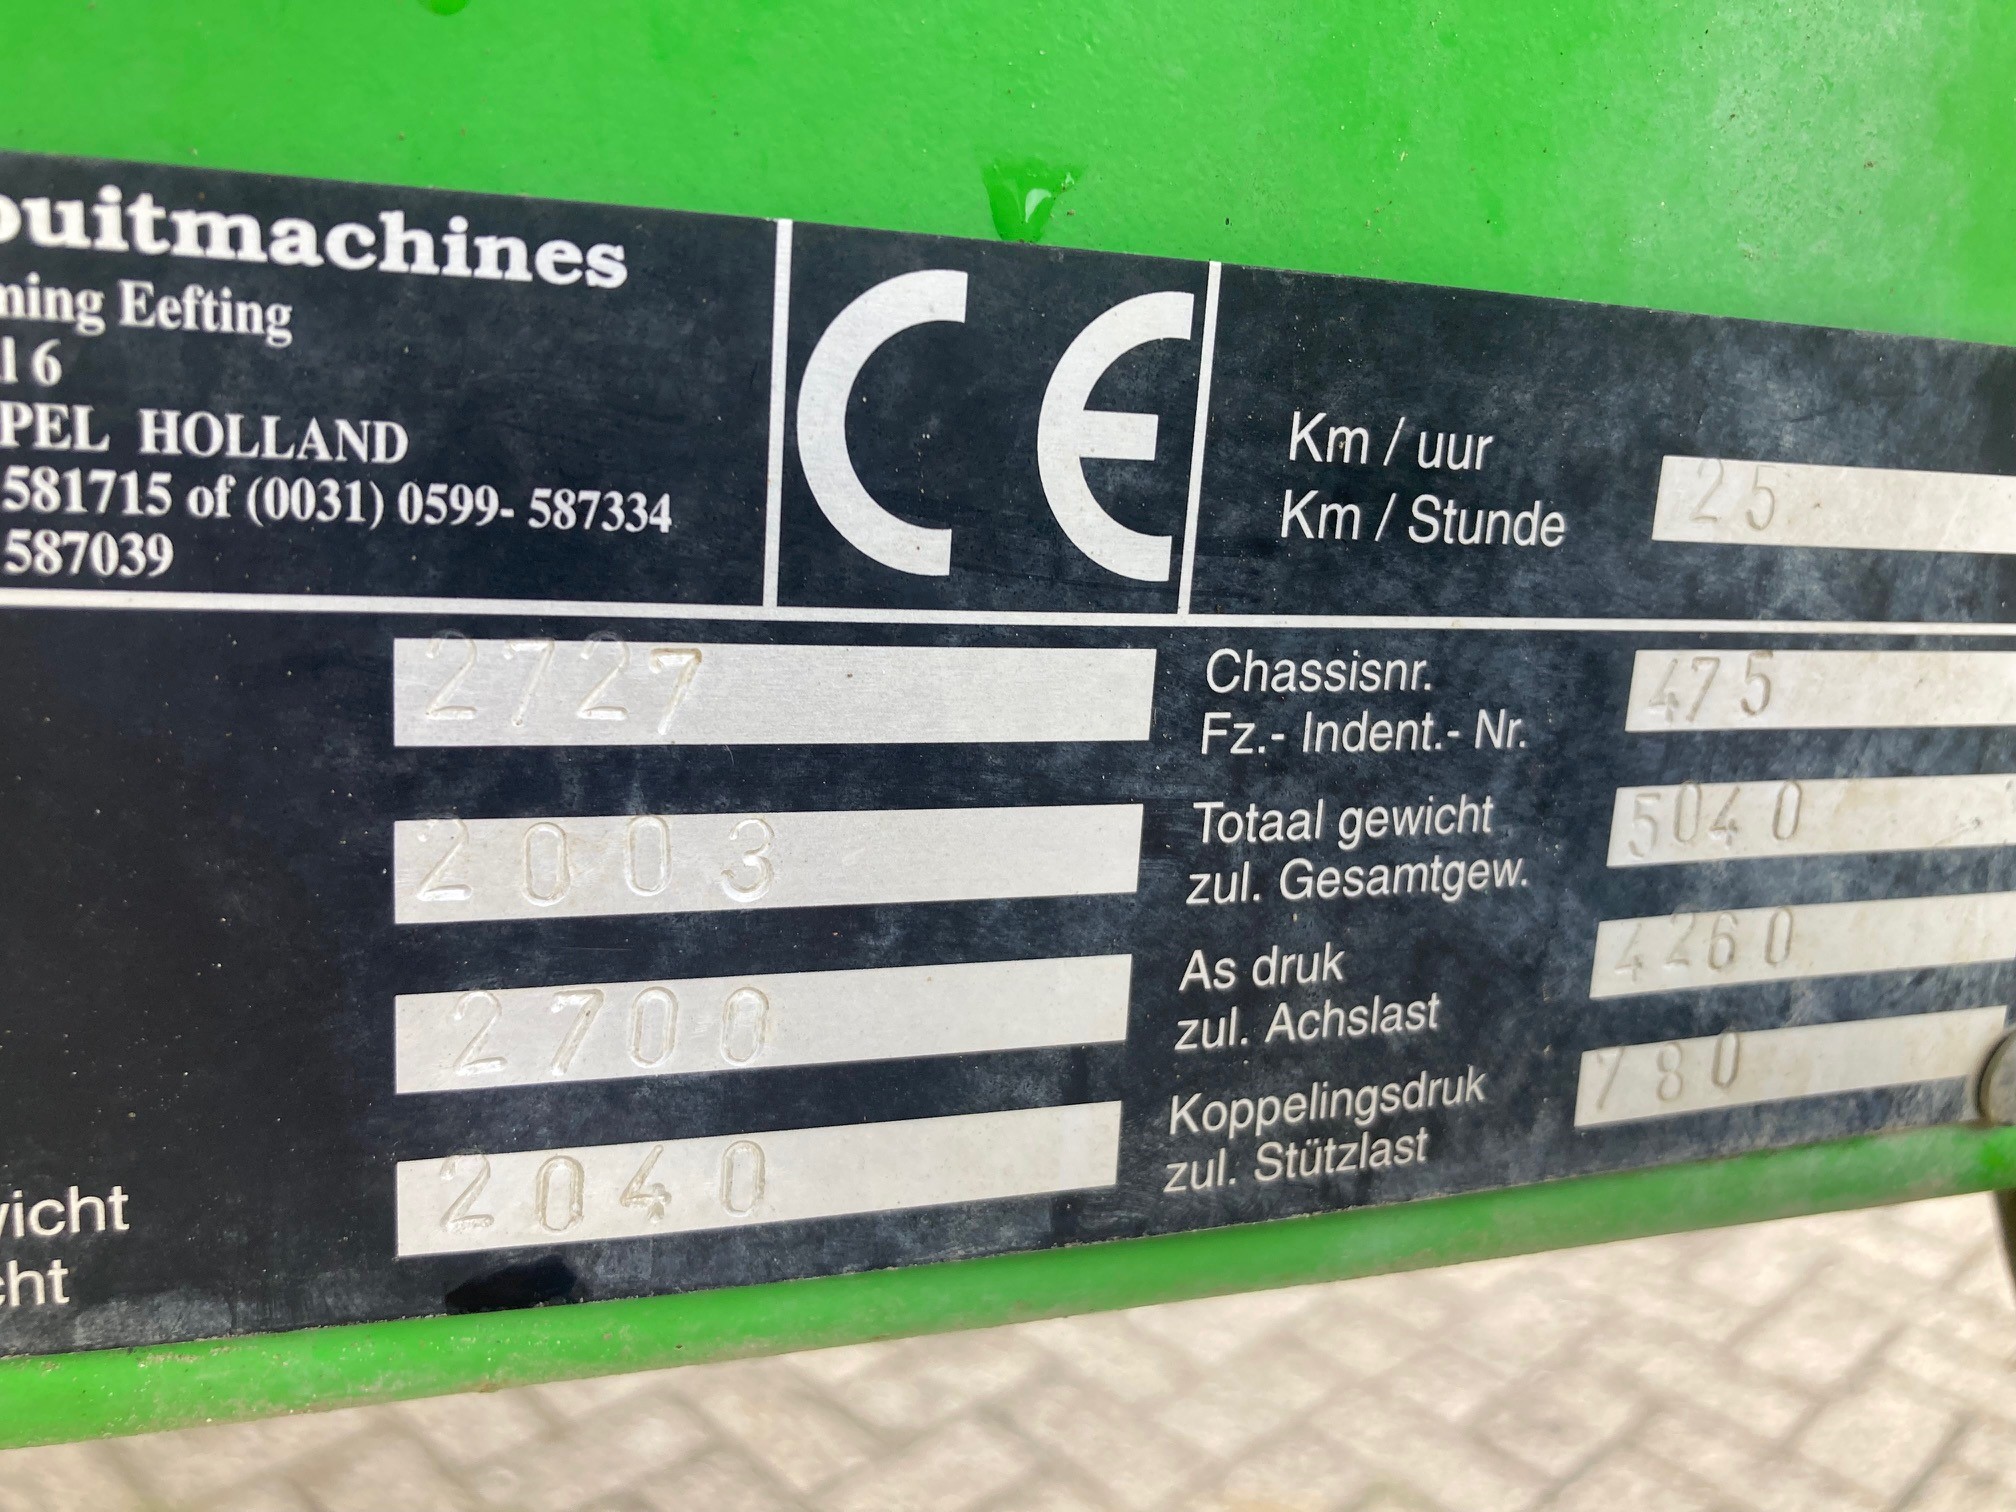 ouitmachines
ming Eefting
l 6
PEL HOLLAND
581715 of (0031) 0599- 587334
587039
CE
Km / uur
Km / Stunde
25
2727
2003
2700
2040
wicht
cht
Chassisnr.
Fz.- Indent.- Nr.
475
Totaal gewicht
zul. Gesamtgew.
5040
As druk
zul. Achslast
4260
Koppelingsdruk
zul. Stützlast
780